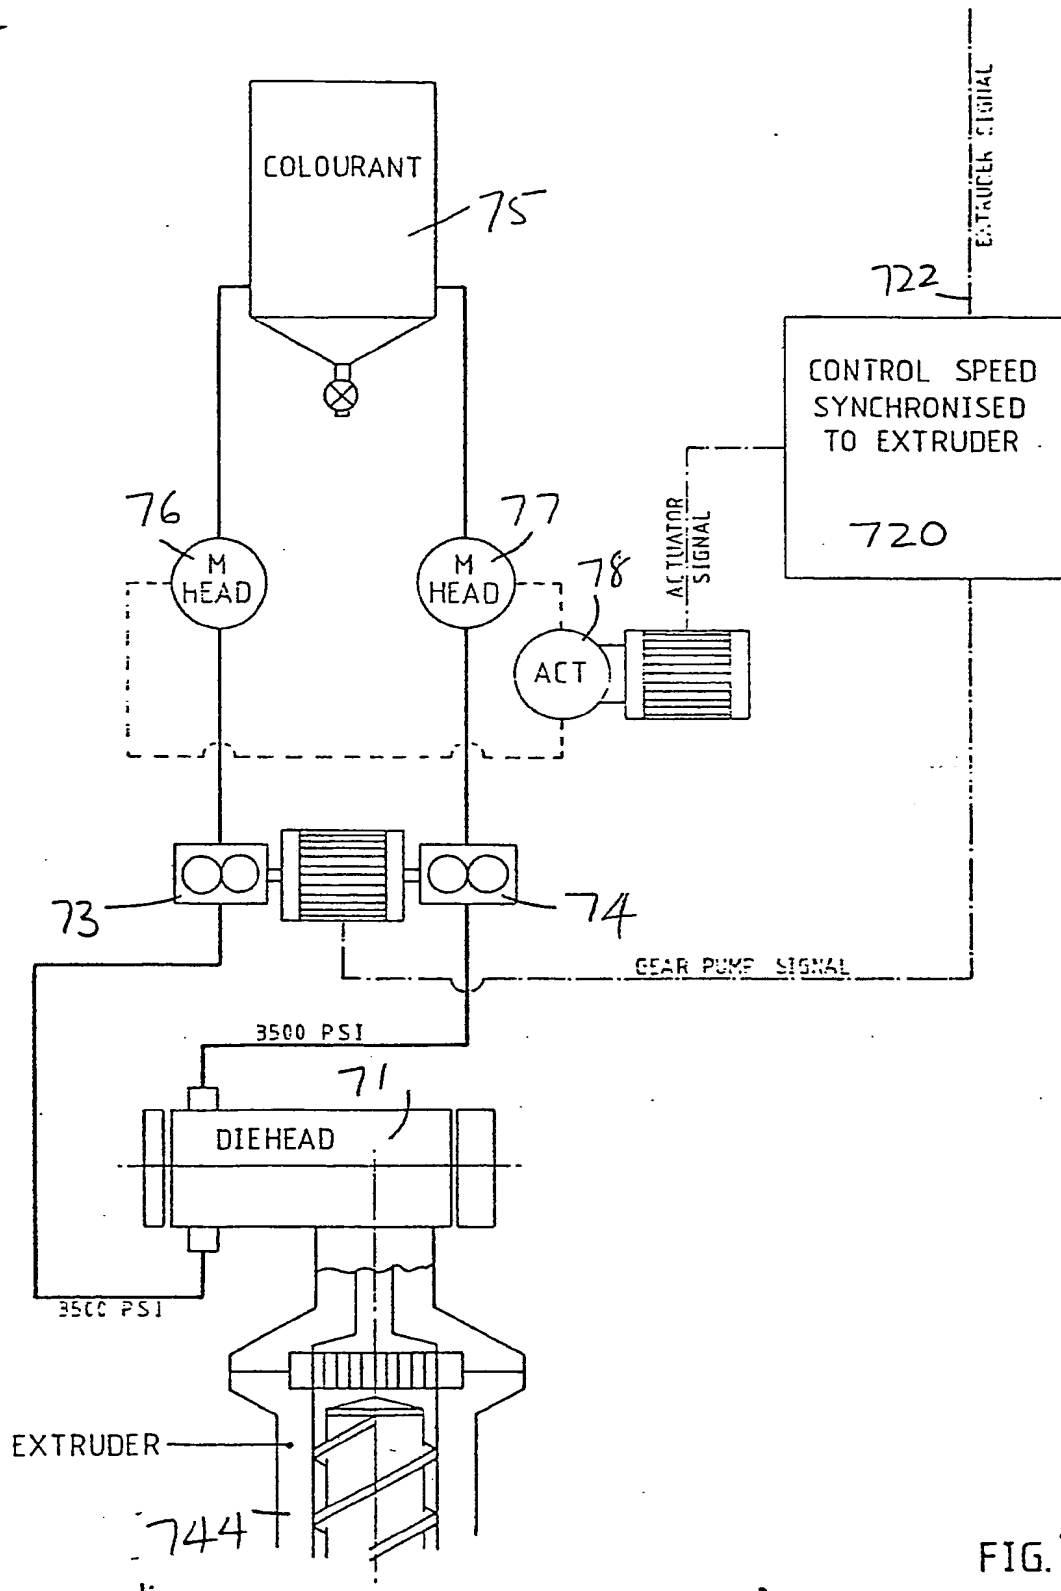 COLOURANT
75
EXTRUDER SIGNAL
722
CONTROL SPEED
SYNCHRONISED
TO EXTRUDER
720
76
77
M
HEAD
M
HEAD
78
ACT
ACTUATOR
SIGNAL
73
74
GEAR PUMP SIGNAL
3500 PSI
71
DIEHEAD
3500 PSI
EXTRUDER
744
FIG.